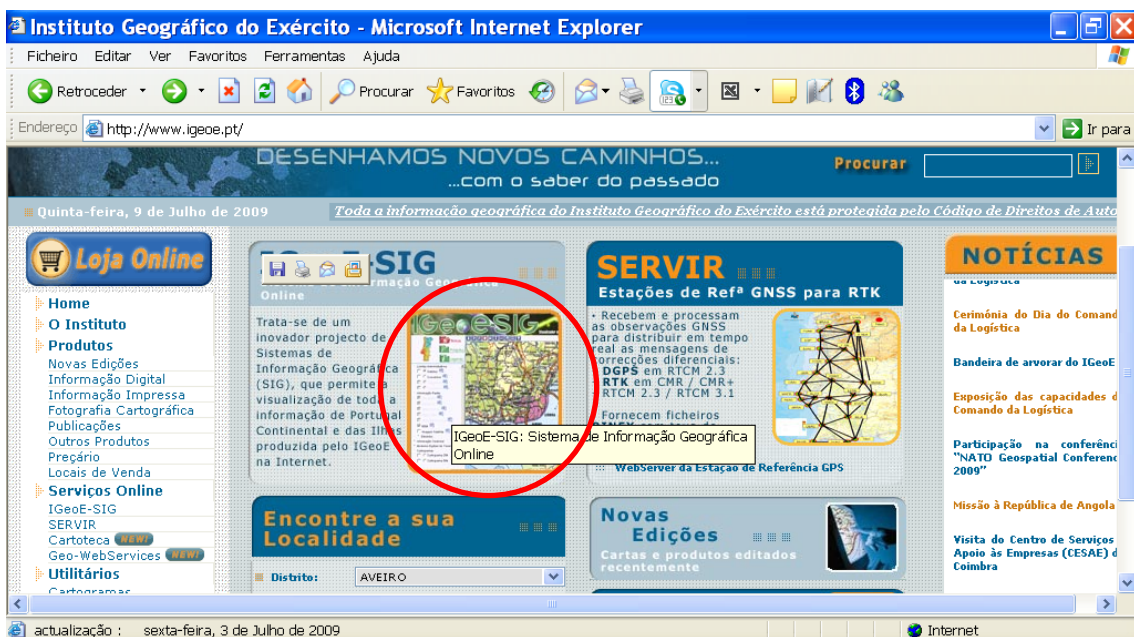 Instituto Geográfico do Exército - Microsoft Internet Explorer
Ficheiro Editar Ver Favoritos Ferramentas Ajuda
Retroceder Procurar Favoritos
Endereço http://www.igeoe.pt/ Ir para
DESENHAMOS NOVOS CAMINHOS...
...com o saber do passado
Procurar
Quinta-feira, 9 de Julho de 2009
Toda a informação geográfica do Instituto Geográfico do Exército está protegida pelo Código de Direitos de Auto
Loja Online
Home
O Instituto
Produtos
Novas Edições
Informação Digital
Informação Impressa
Fotografia Cartográfica
Publicações
Outros Produtos
Preçário
Locais de Venda
Serviços Online
IGeoE-SIG
SERVIR
Cartoteca NEW!
Geo-WebServices NEW!
Utilitários
Cartogramas
-SIG
Informação Geográfica
Online
Trata-se de um
inovador projecto de
Sistemas de
Informação Geográfica
(SIG), que permite a
visualização de toda a
informação de Portugal
Continental e das Ilhas
produzida pelo IGeoE
na Internet.
IGeoESIG
IGeoE-SIG: Sistema de Informação Geográfica
Online
SERVIR
Estações de Refª GNSS para RTK
• Recebem e processam
as observações GNSS
para distribuir em tempo
real as mensagens de
correcções diferenciais:
DGPS em RTCM 2.3
RTK em CMR / CMR+
RTCM 2.3 / RTCM 3.1
Fornecem ficheiros
WebServer da Estação de Referência GPS
Encontre a sua
Localidade
Distrito: AVEIRO
Novas
Edições
Cartas e produtos editados
recentemente
NOTÍCIAS
da Logística
Cerimónia do Dia do Comand
da Logística
Bandeira de arvorar do IGeoE
Exposição das capacidades d
Comando da Logística
Participação na conferênci
"NATO Geospatial Conferenc
2009"
Missão à República de Angola
Visita do Centro de Serviços
Apoio às Empresas (CESAE) d
Coimbra
actualização : sexta-feira, 3 de Julho de 2009
Internet